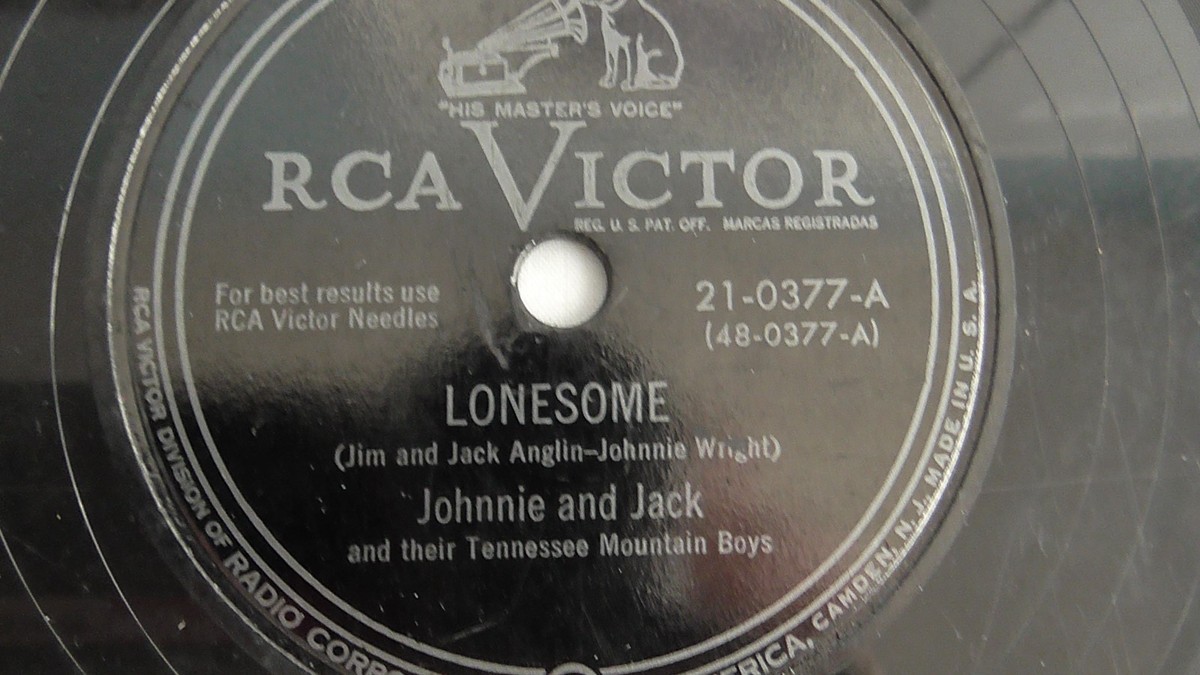 "HIS MASTER'S VOICE"
RCA VICTOR
REG. U. S. PAT. OFF. MARCAS REGISTRADAS
For best results use
RCA Victor Needles
21-0377-A
(48-0377-A)
LONESOME
(Jim and Jack Anglin-Johnnie Wright)
Johnnie and Jack
and their Tennessee Mountain Boys
RCA VICTOR DIVISION OF RADIO CORPO
ERICA, CAMDEN, N. J. MADE IN U. S. A.